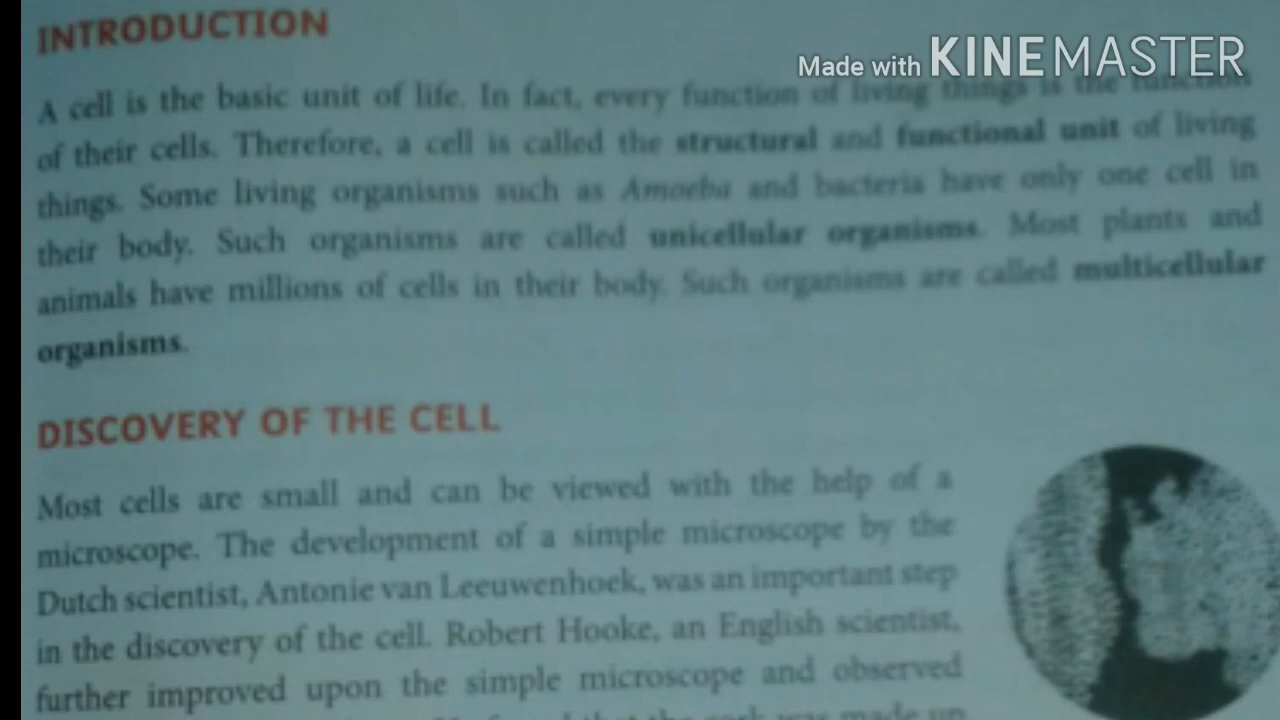 INTRODUCTION
Made with KINEMASTER
A cell is the basic unit of life. In fact, every function of living things is the function
of their cells. Therefore, a cell is called the structural and functional unit of living
things. Some living organisms such as Amoeba and bacteria have only one cell in
their body. Such organisms are called unicellular organisms. Most plants and
animals have millions of cells in their body. Such organisms are called multicellular
organisms.
DISCOVERY OF THE CELL
Most cells are small and can be viewed with the help of a
microscope. The development of a simple microscope by the
Dutch scientist, Antonie van Leeuwenhoek, was an important step
in the discovery of the cell. Robert Hooke, an English scientist,
further improved upon the simple microscope and observed
that the cork was made up